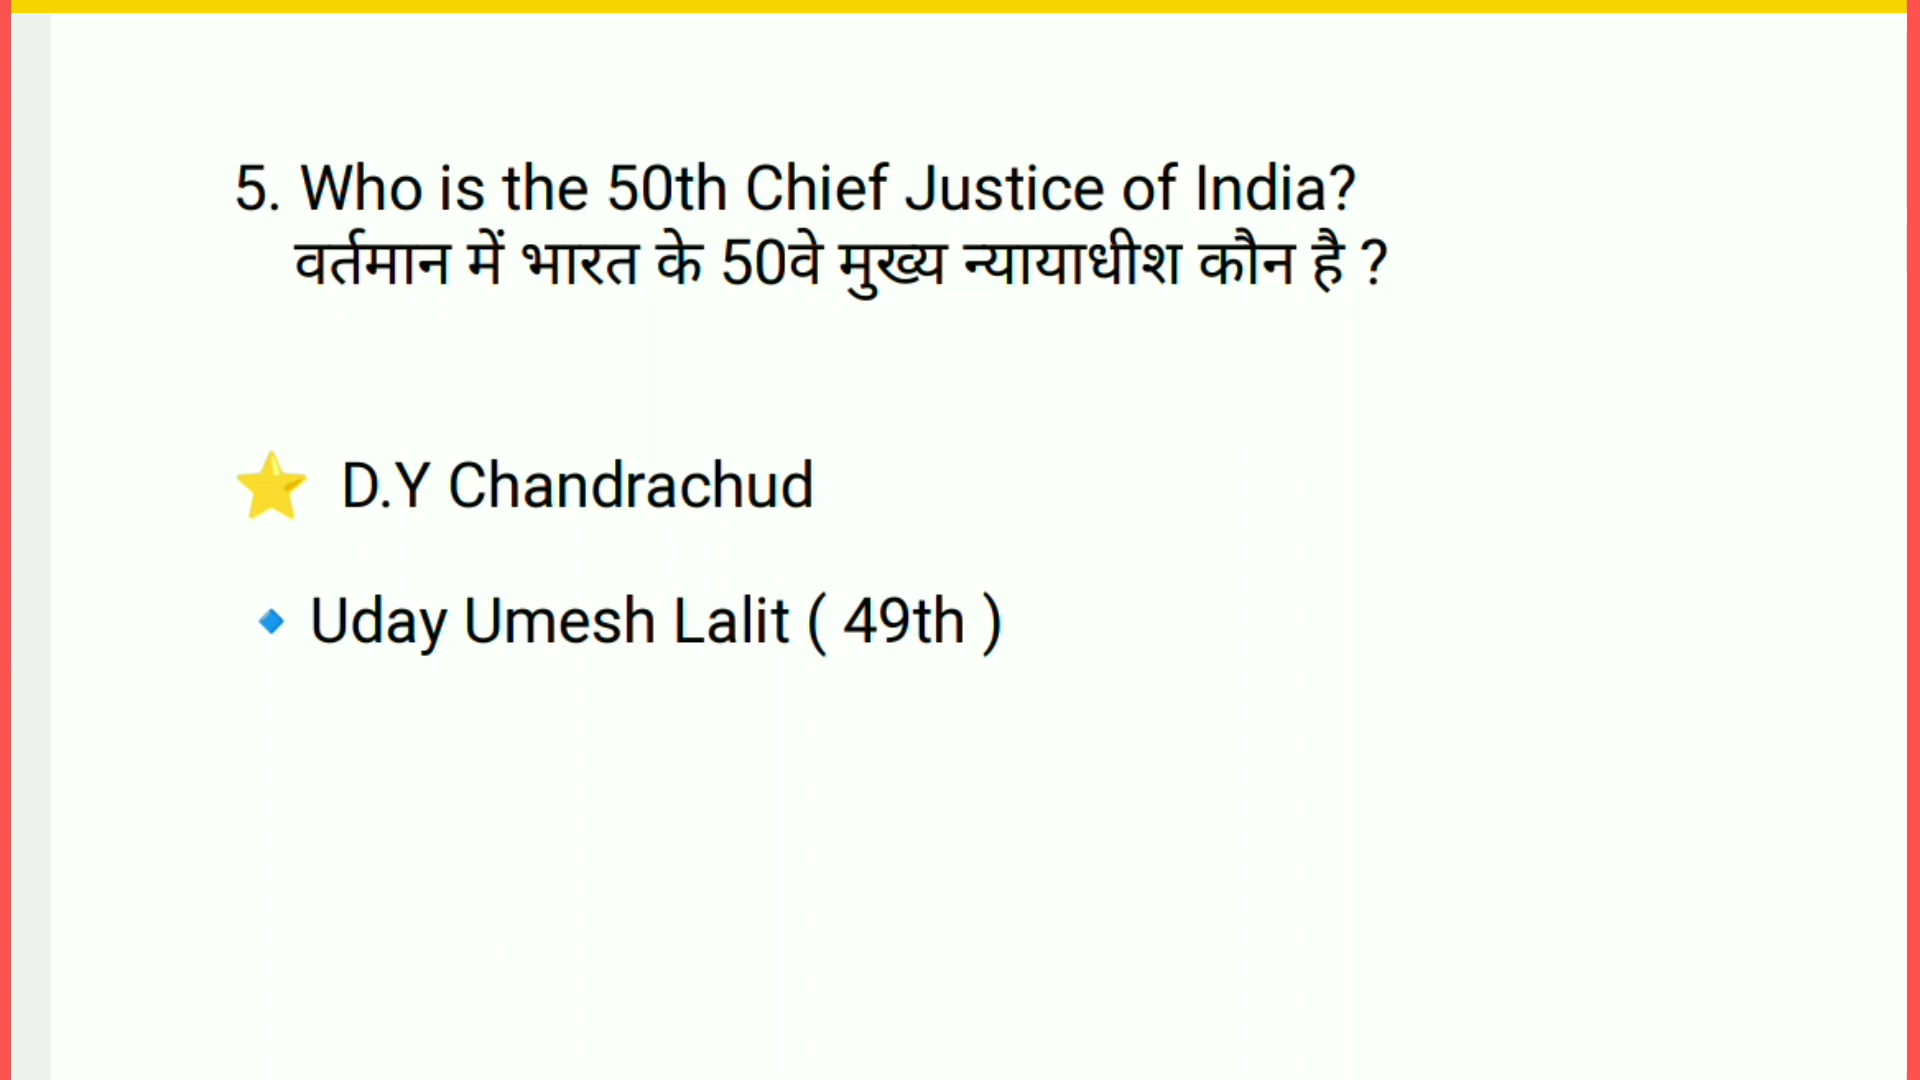 5. Who is the 50th Chief Justice of India?
वर्तमान में भारत के 50वे मुख्य न्यायाधीश कौन है ?
D.Y Chandrachud
Uday Umesh Lalit ( 49th )